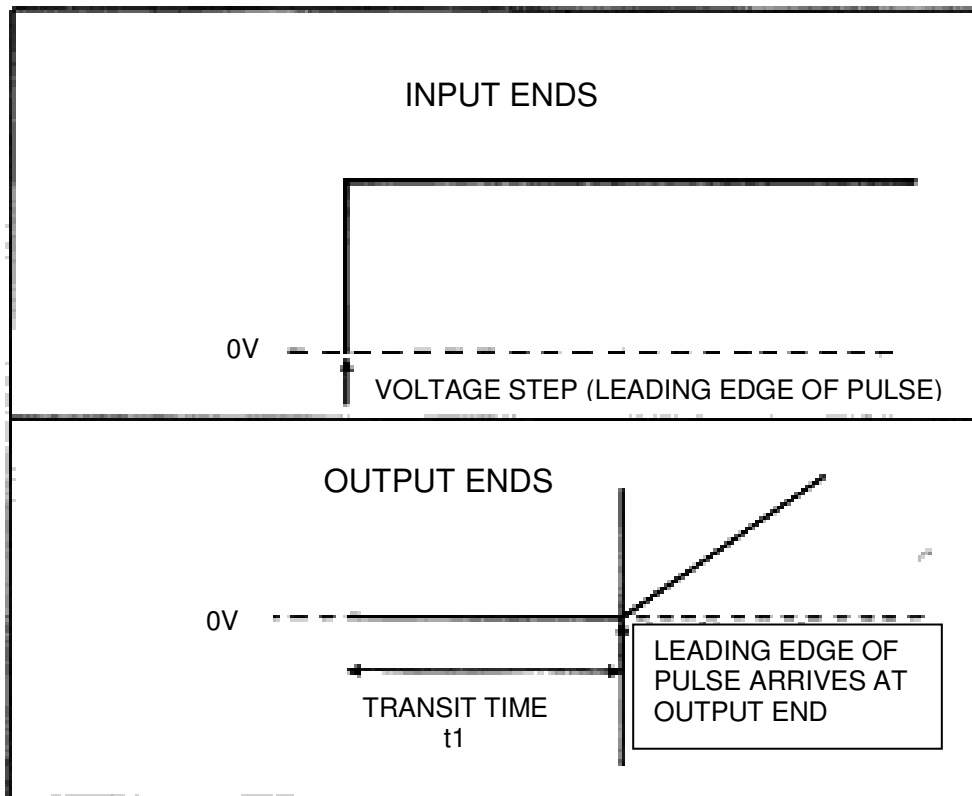 INPUT ENDS
0V
VOLTAGE STEP (LEADING EDGE OF PULSE)
OUTPUT ENDS
0V
LEADING EDGE OF
PULSE ARRIVES AT
OUTPUT END
TRANSIT TIME
t1